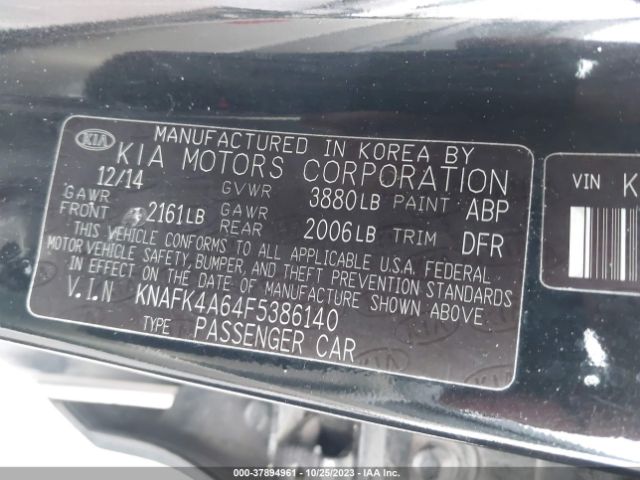 KIA MANUFACTURED IN KOREA BY
KIA MOTORS CORPORATION
12/14 GVWR 3880LB PAINT ABP
GAWR FRONT 2161LB GAWR REAR 2006LB TRIM DFR
THIS VEHICLE CONFORMS TO ALL APPLICABLE U.S.A. FEDERAL
MOTOR VEHICLE SAFETY, BUMPER, AND THEFT PREVENTION STANDARDS
IN EFFECT ON THE DATE OF MANUFACTURE SHOWN ABOVE
V.I.N KNAFK4A64F5386140
TYPE PASSENGER CAR
VIN K
000-37894961 - 10/25/2023 - IAAI.COM